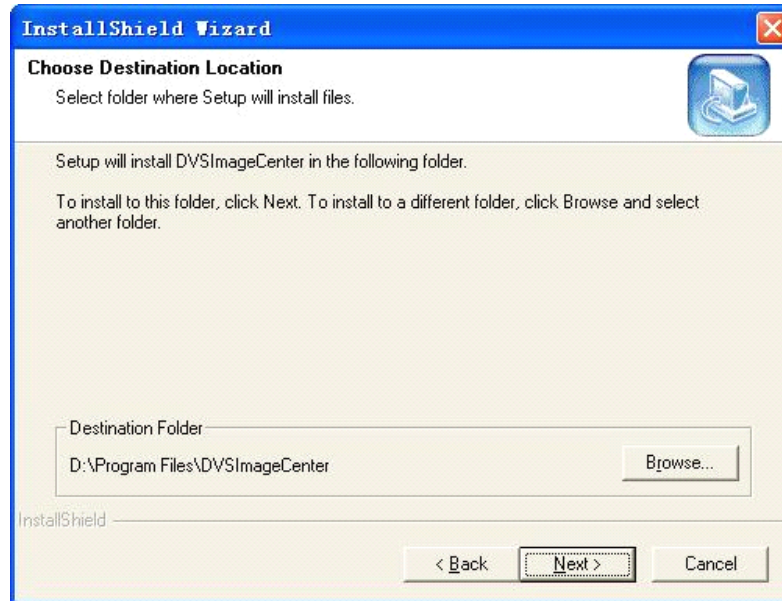 InstallShield Wizard
Choose Destination Location
Select folder where Setup will install files.
Setup will install DVSImageCenter in the following folder.
To install to this folder, click Next. To install to a different folder, click Browse and select
another folder.
Destination Folder
D:\Program Files\DVSImageCenter
Browse...
InstallShield
< Back
Next >
Cancel